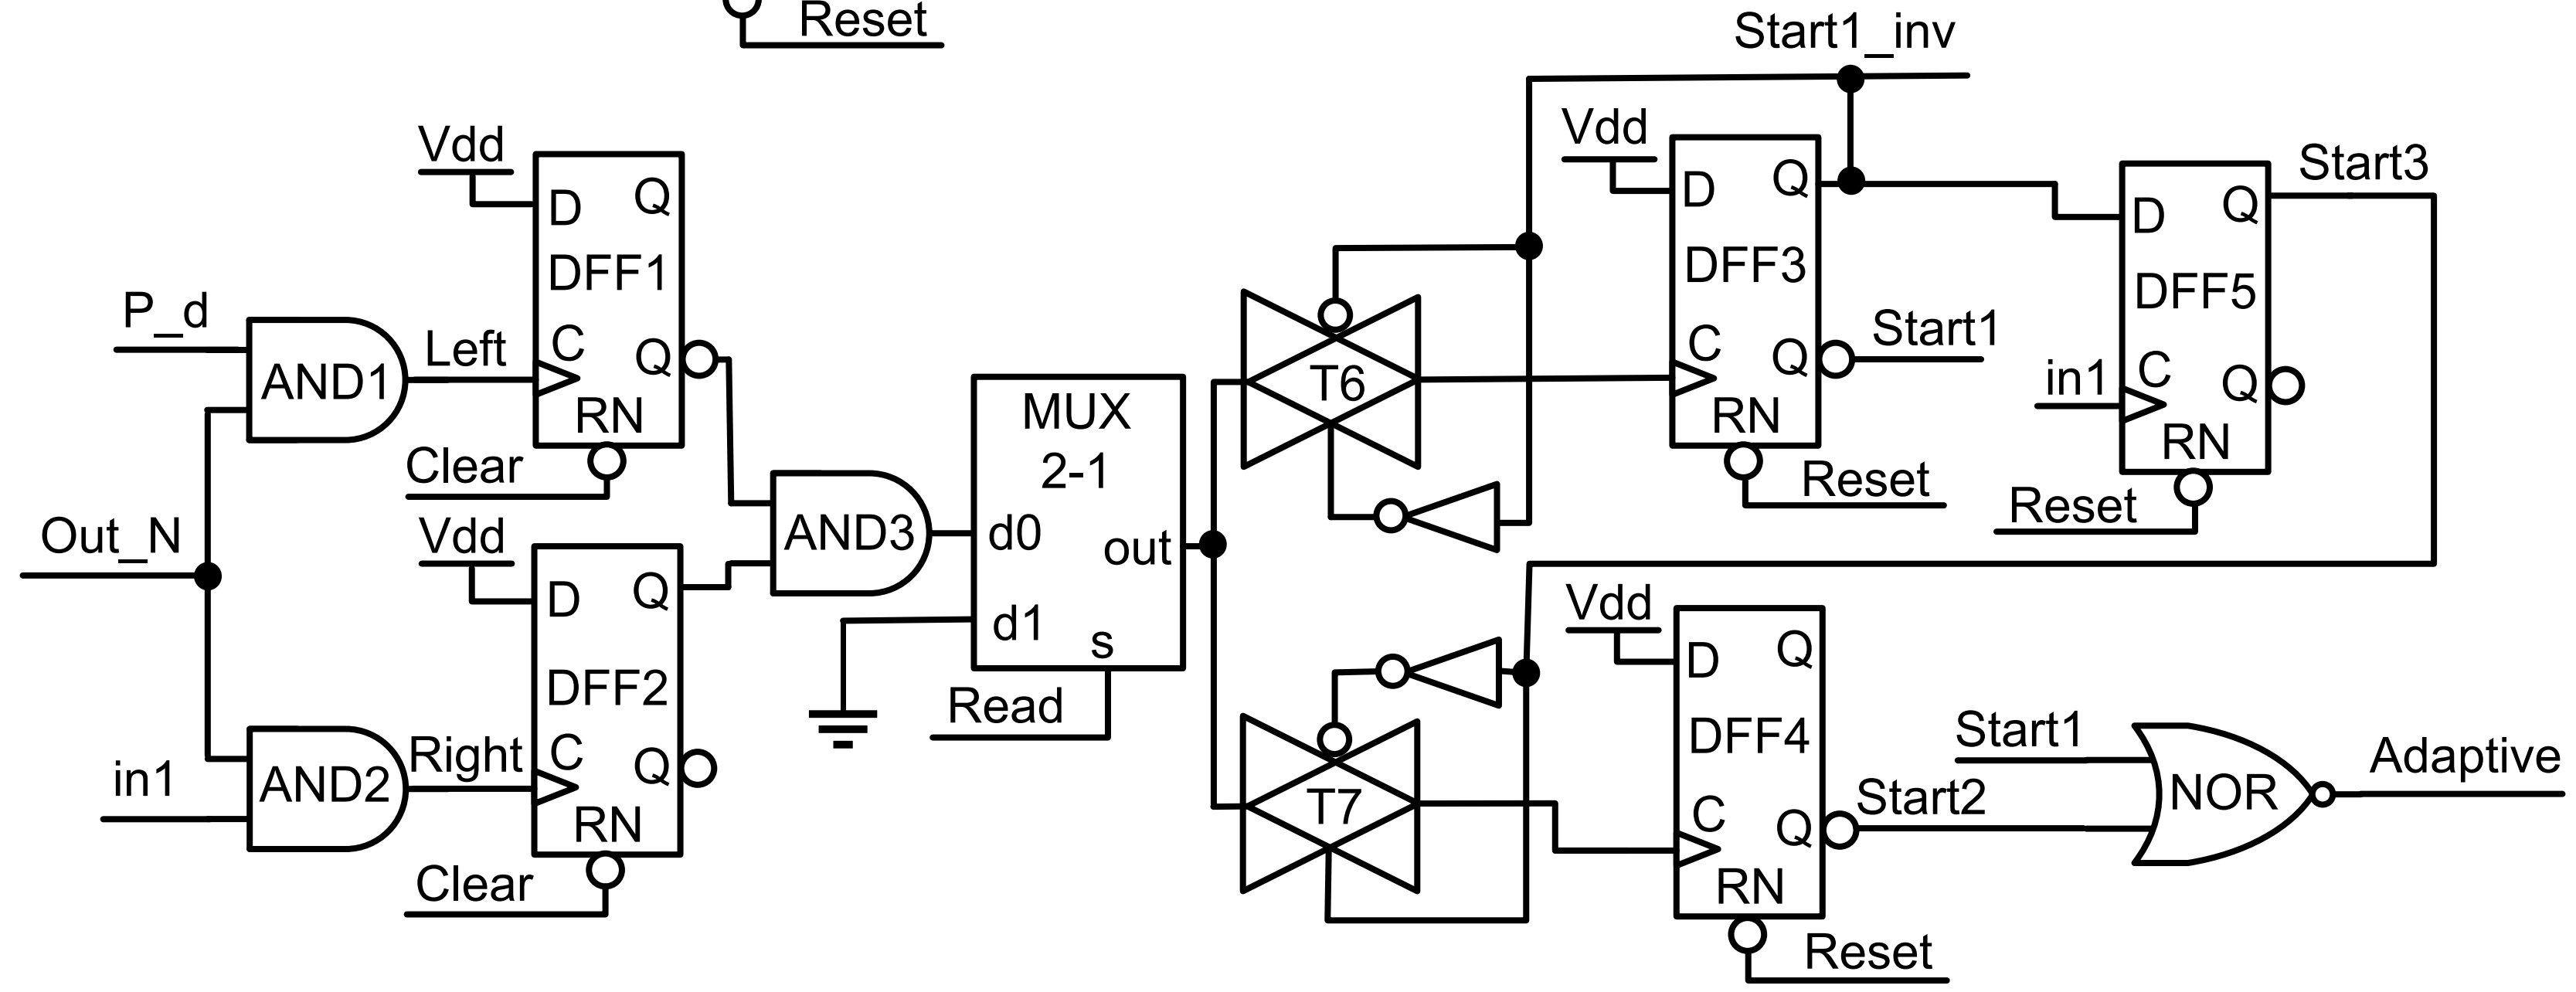 Reset
Start1_inv
Vdd
D
Q
DFF1
C
Q
RN
Clear
P_d
AND1
Left
Out_N
in1
AND2
Right
Vdd
D
Q
DFF2
C
Q
RN
Clear
AND3
MUX
2-1
d0
out
d1
s
Read
T6
T7
Vdd
D
Q
DFF3
C
Q
RN
Start1
Reset
D
Q
DFF5
in1
C
Q
RN
Reset
Start3
Vdd
D
Q
DFF4
C
Q
RN
Reset
Start1
Start2
NOR
Adaptive